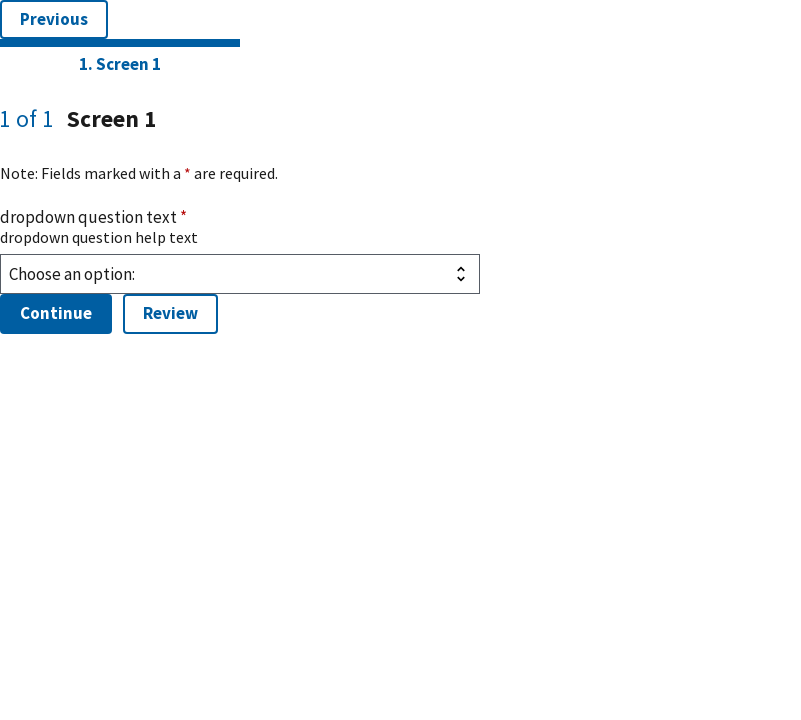 Previous
1. Screen 1
1 of 1 Screen 1
Note: Fields marked with a * are required.
dropdown question text *
dropdown question help text
Choose an option:
Continue Review